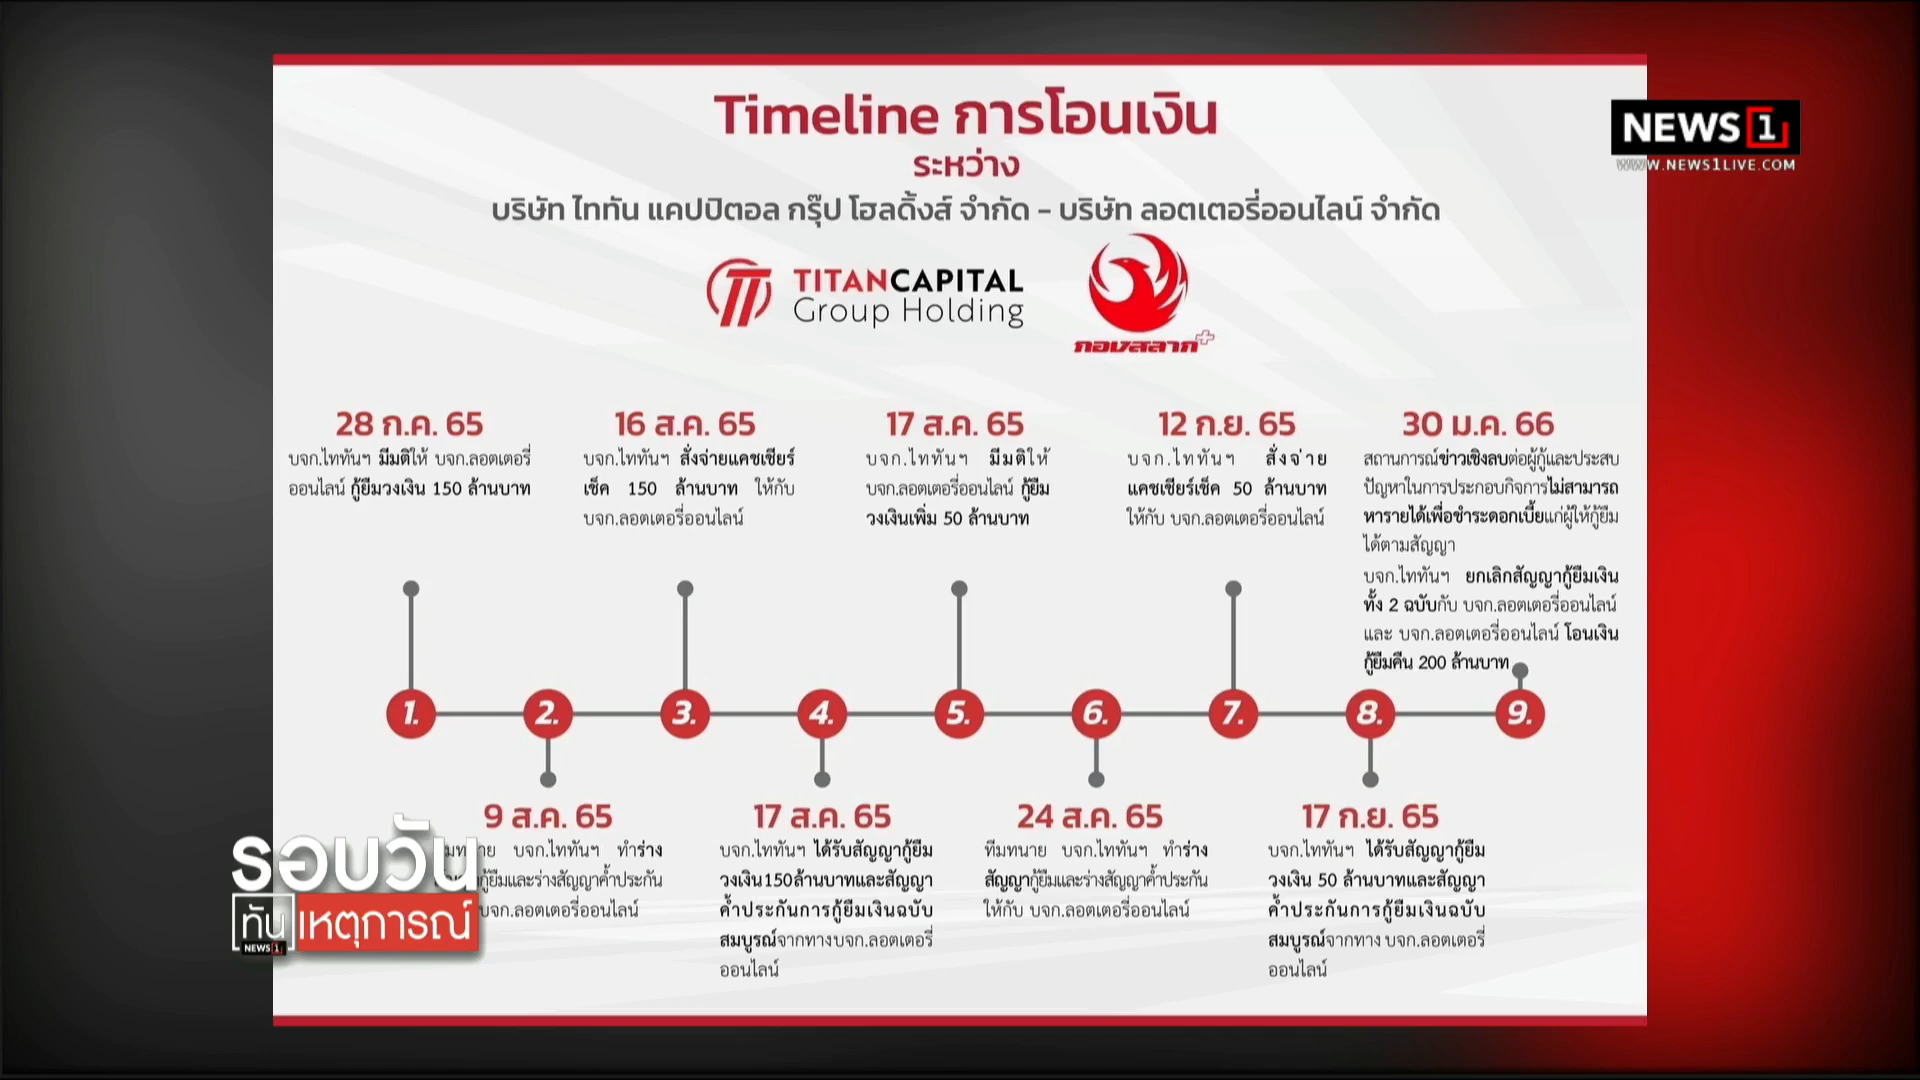 Timeline การโอนเงิน
ระหว่าง
บริษัท ไททัน แคปปิตอล กรุ๊ป โฮลดิ้งส์ จำกัด - บริษัท ลอตเตอรี่ออนไลน์ จำกัด
NEWS 1
WWW.NEWS1LIVE.COM
TITANCAPITAL
Group Holding
กองสลาก+
28 ก.ค. 65
บจก.ไททันฯ มีมติให้ บจก.ลอตเตอรี่
ออนไลน์ กู้ยืมวงเงิน 150 ล้านบาท
16 ส.ค. 65
บจก.ไททันฯ สั่งจ่ายแคชเชียร์
เช็ค 150 ล้านบาท ให้กับ
บจก.ลอตเตอรี่ออนไลน์
17 ส.ค. 65
บจก.ไททันฯ มีมติให้
บจก.ลอตเตอรี่ออนไลน์ กู้ยืม
วงเงินเพิ่ม 50 ล้านบาท
12 ก.ย. 65
บจก.ไททันฯ สั่งจ่าย
แคชเชียร์เช็ค 50 ล้านบาท
ให้กับ บจก.ลอตเตอรี่ออนไลน์
30 ม.ค. 66
สถานการณ์ข่าวเชิงลบต่อผู้กู้และประสบ
ปัญหาในการประกอบกิจการไม่สามารถ
หารายได้เพื่อชำระดอกเบี้ยแก่ผู้ให้กู้ยืม
ได้ตามสัญญา
บจก.ไททันฯ ยกเลิกสัญญากู้ยืมเงิน
ทั้ง 2 ฉบับกับ บจก.ลอตเตอรี่ออนไลน์
และ บจก.ลอตเตอรี่ออนไลน์ โอนเงิน
กู้ยืมคืน 200 ล้านบาท
1. 2. 3. 4. 5. 6. 7. 8. 9.
9 ส.ค. 65
บจก.ไททันฯ ทำร่าง
กู้ยืมและร่างสัญญาค้ำประกัน
บจก.ลอตเตอรี่ออนไลน์
17 ส.ค. 65
บจก.ไททันฯ ได้รับสัญญากู้ยืม
วงเงิน150ล้านบาทและสัญญา
ค้ำประกันการกู้ยืมเงินฉบับ
สมบูรณ์จากทางบจก.ลอตเตอรี่
ออนไลน์
24 ส.ค. 65
ทีมทนาย บจก.ไททันฯ ทำร่าง
สัญญากู้ยืมและร่างสัญญาค้ำประกัน
ให้กับ บจก.ลอตเตอรี่ออนไลน์
17 ก.ย. 65
บจก.ไททันฯ ได้รับสัญญากู้ยืม
วงเงิน 50 ล้านบาทและสัญญา
ค้ำประกันการกู้ยืมเงินฉบับ
สมบูรณ์จากทาง บจก.ลอตเตอรี่
ออนไลน์
รอบวัน
ทันเหตุการณ์
NEWS 1